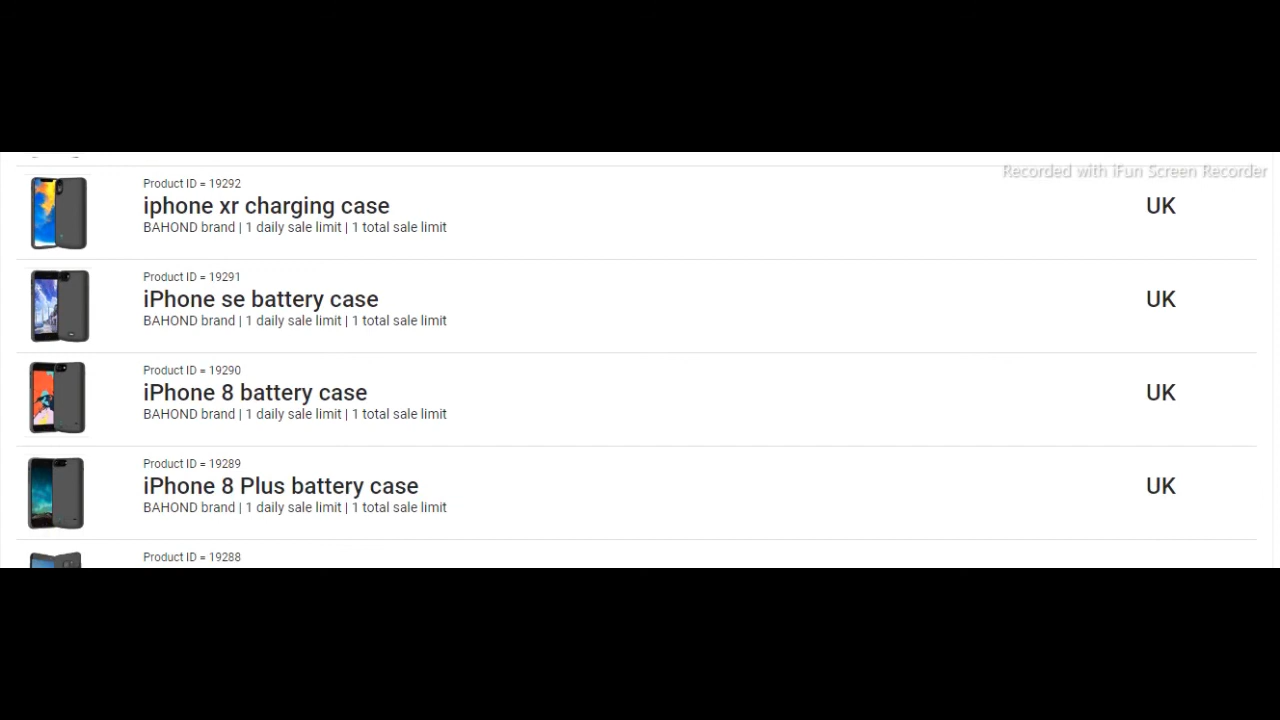 Recorded with iFun Screen Recorder
Product ID = 19292
iphone xr charging case
UK
BAHOND brand | 1 daily sale limit | 1 total sale limit
Product ID = 19291
iPhone se battery case
UK
BAHOND brand | 1 daily sale limit | 1 total sale limit
Product ID = 19290
iPhone 8 battery case
UK
BAHOND brand | 1 daily sale limit | 1 total sale limit
Product ID = 19289
iPhone 8 Plus battery case
UK
BAHOND brand | 1 daily sale limit | 1 total sale limit
Product ID = 19288